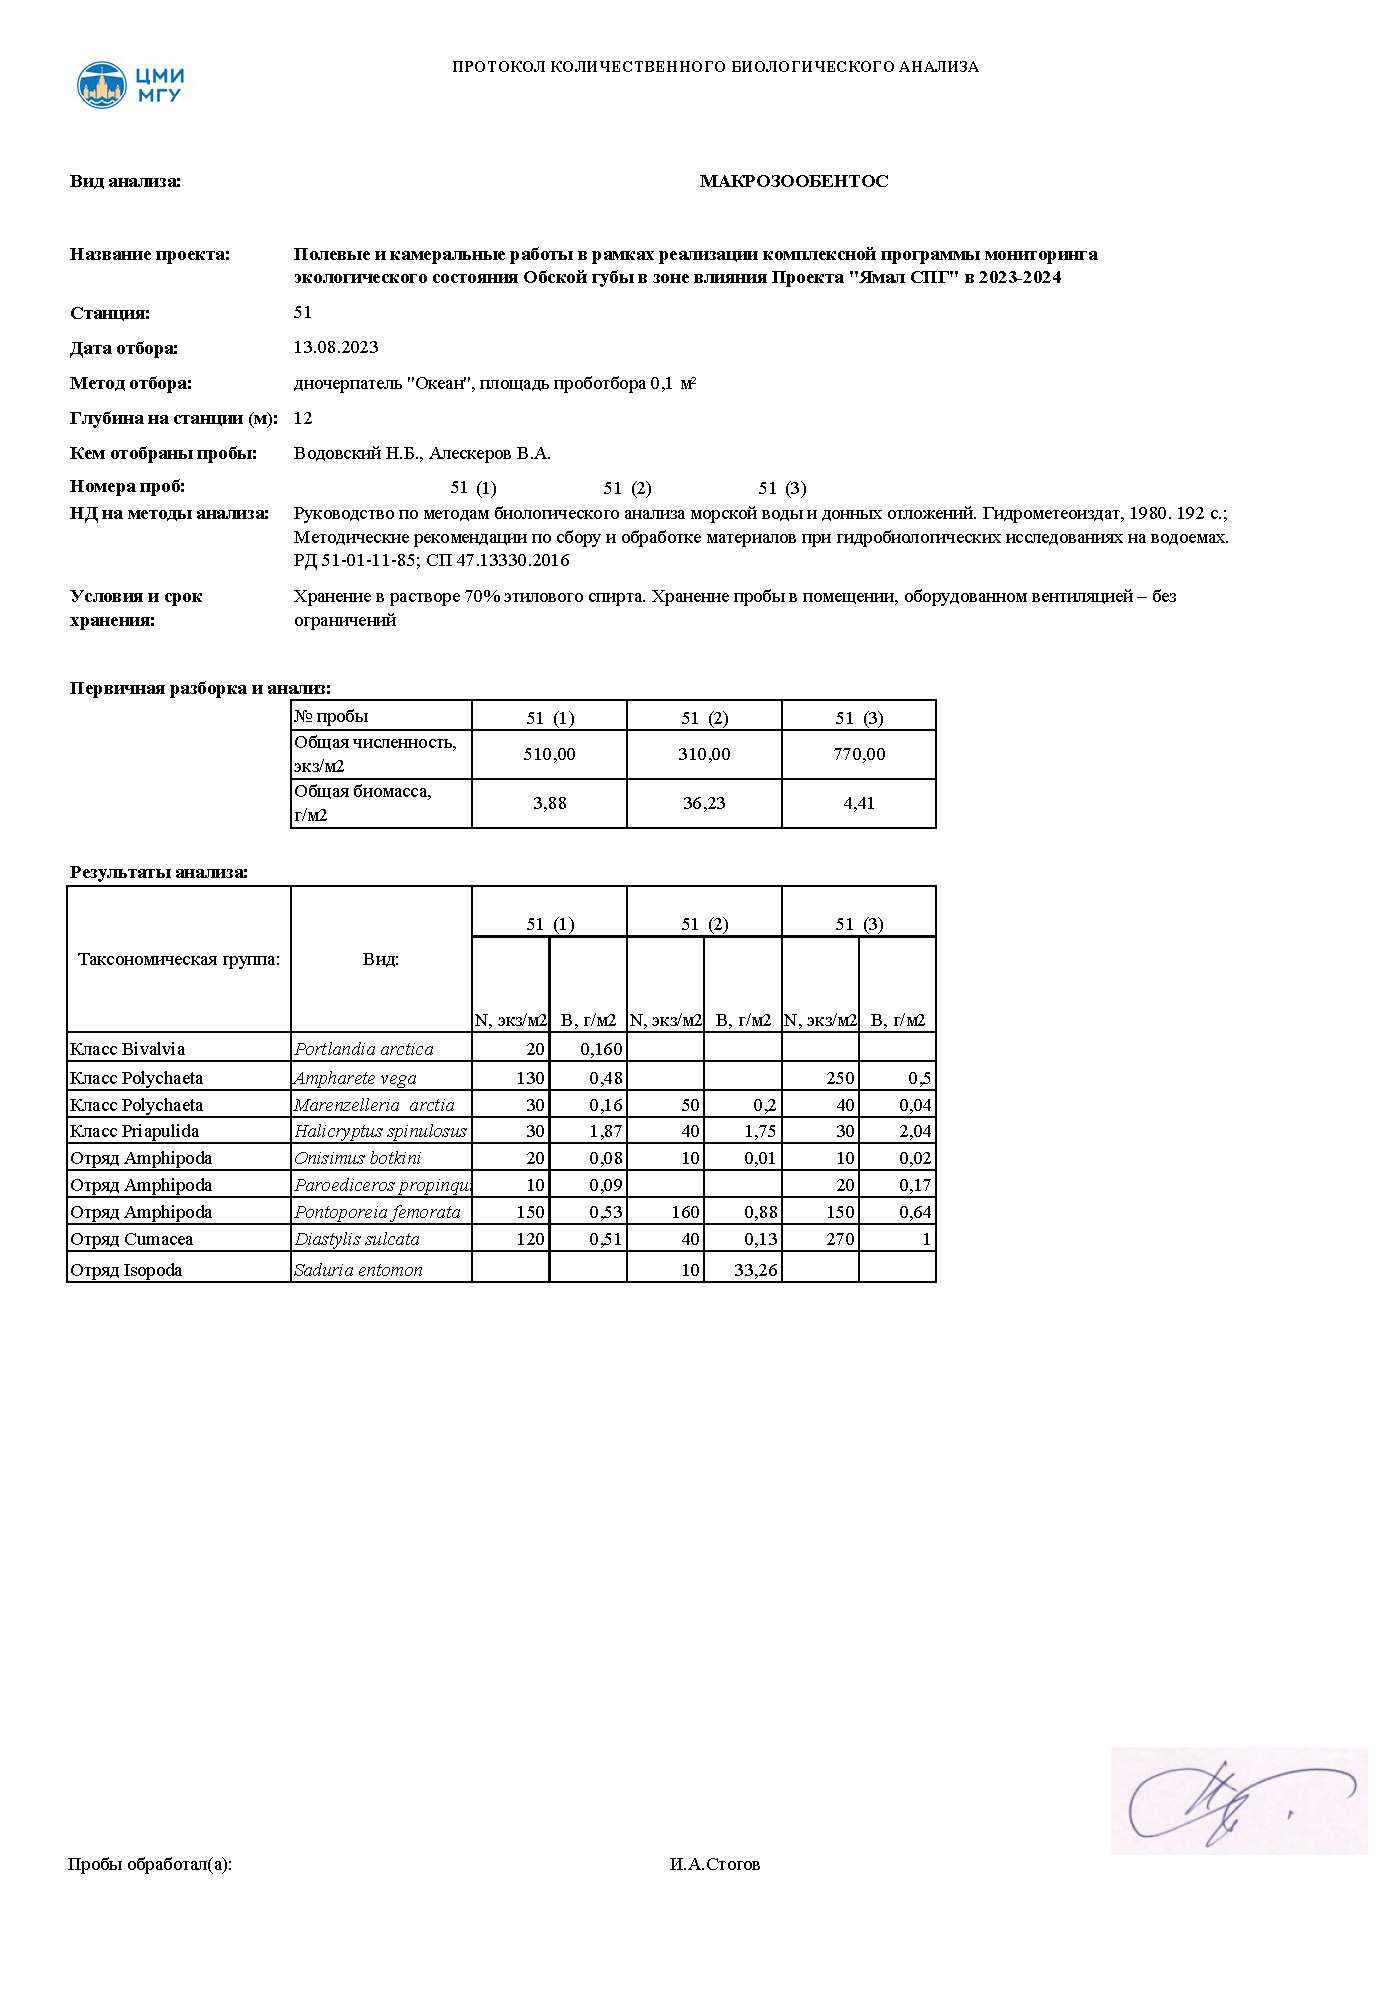 ЦМИ
МГУ
ПРОТОКОЛ КОЛИЧЕСТВЕННОГО БИОЛОГИЧЕСКОГО АНАЛИЗА
Вид анализа: МАКРОЗООБЕНТОС
Название проекта: Полевые и камеральные работы в рамках реализации комплексной программы мониторинга
экологического состояния Обской губы в зоне влияния Проекта "Ямал СПГ" в 2023-2024
Станция: 51
Дата отбора: 13.08.2023
Метод отбора: дночерпатель "Океан", площадь проботбора 0,1 м²
Глубина на станции (м): 12
Кем отобраны пробы: Водовский Н.Б., Алескеров В.А.
Номера проб: 51 (1) 51 (2) 51 (3)
НД на методы анализа: Руководство по методам биологического анализа морской воды и донных отложений. Гидрометеоиздат, 1980. 192 с.;
Методические рекомендации по сбору и обработке материалов при гидробиологических исследованиях на водоемах.
РД 51-01-11-85; СП 47.13330.2016
Условия и срок Хранение в растворе 70% этилового спирта. Хранение пробы в помещении, оборудованном вентиляцией – без
хранения: ограничений
Первичная разборка и анализ:
№ пробы 51 (1) 51 (2) 51 (3)
Общая численность,
экз/м2 510,00 310,00 770,00
Общая биомасса,
г/м2 3,88 36,23 4,41
Результаты анализа:
51 (1) 51 (2) 51 (3)
Таксономическая группа: Вид:
N, экз/м2 B, г/м2 N, экз/м2 B, г/м2 N, экз/м2 B, г/м2
Класс Bivalvia Portlandia arctica 20 0,160
Класс Polychaeta Ampharete vega 130 0,48 250 0,5
Класс Polychaeta Marenzelleria arctia 30 0,16 50 0,2 40 0,04
Класс Priapulida Halicryptus spinulosus 30 1,87 40 1,75 30 2,04
Отряд Amphipoda Onisimus botkini 20 0,08 10 0,01 10 0,02
Отряд Amphipoda Paroediceros propinqu 10 0,09 20 0,17
Отряд Amphipoda Pontoporeia femorata 150 0,53 160 0,88 150 0,64
Отряд Cumacea Diastylis sulcata 120 0,51 40 0,13 270 1
Отряд Isopoda Saduria entomon 10 33,26
Пробы обработал(а): И.А.Стогов